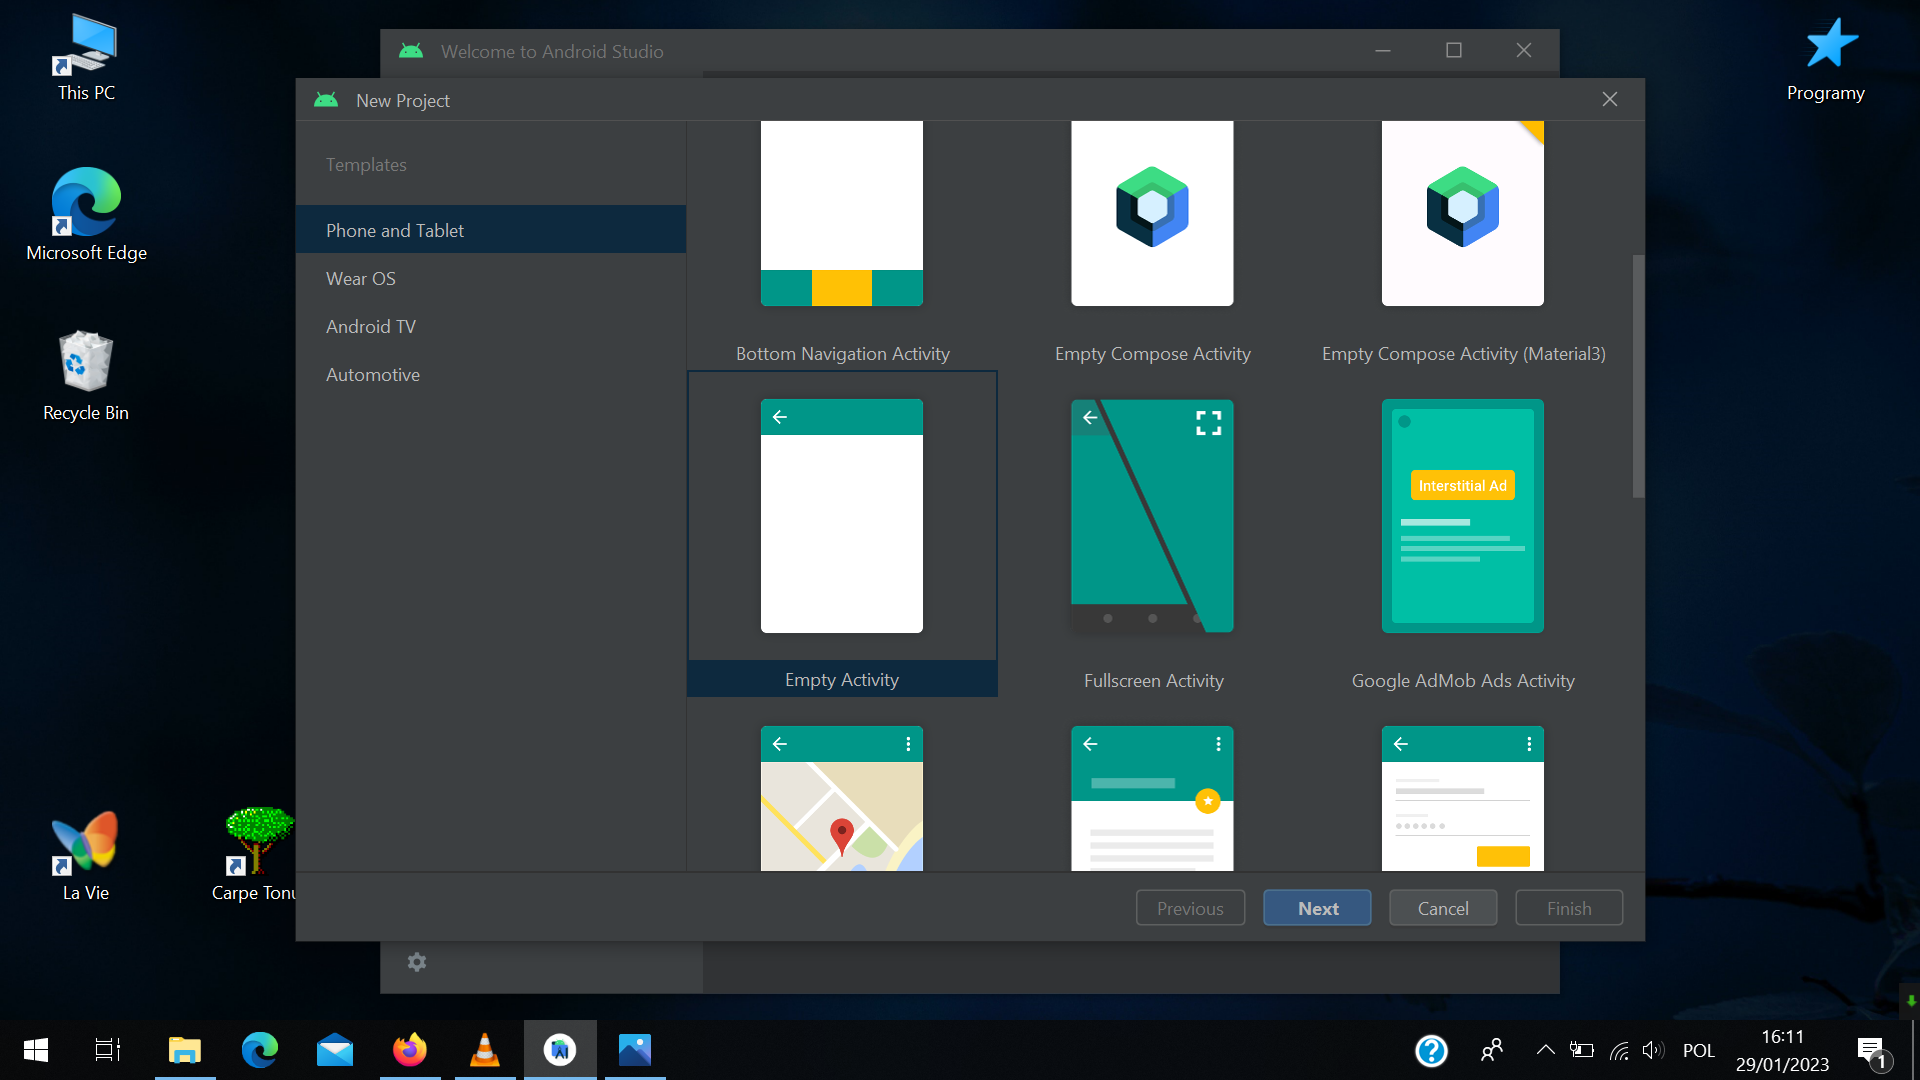 This PC
Microsoft Edge
Recycle Bin
La Vie
Carpe Tonu
Programy
Welcome to Android Studio
New Project
Templates
Phone and Tablet
Wear OS
Android TV
Automotive
Bottom Navigation Activity
Empty Compose Activity
Empty Compose Activity (Material3)
Interstitial Ad
Empty Activity
Fullscreen Activity
Google AdMob Ads Activity
Previous
Next
Cancel
Finish
POL
16:11
29/01/2023
1